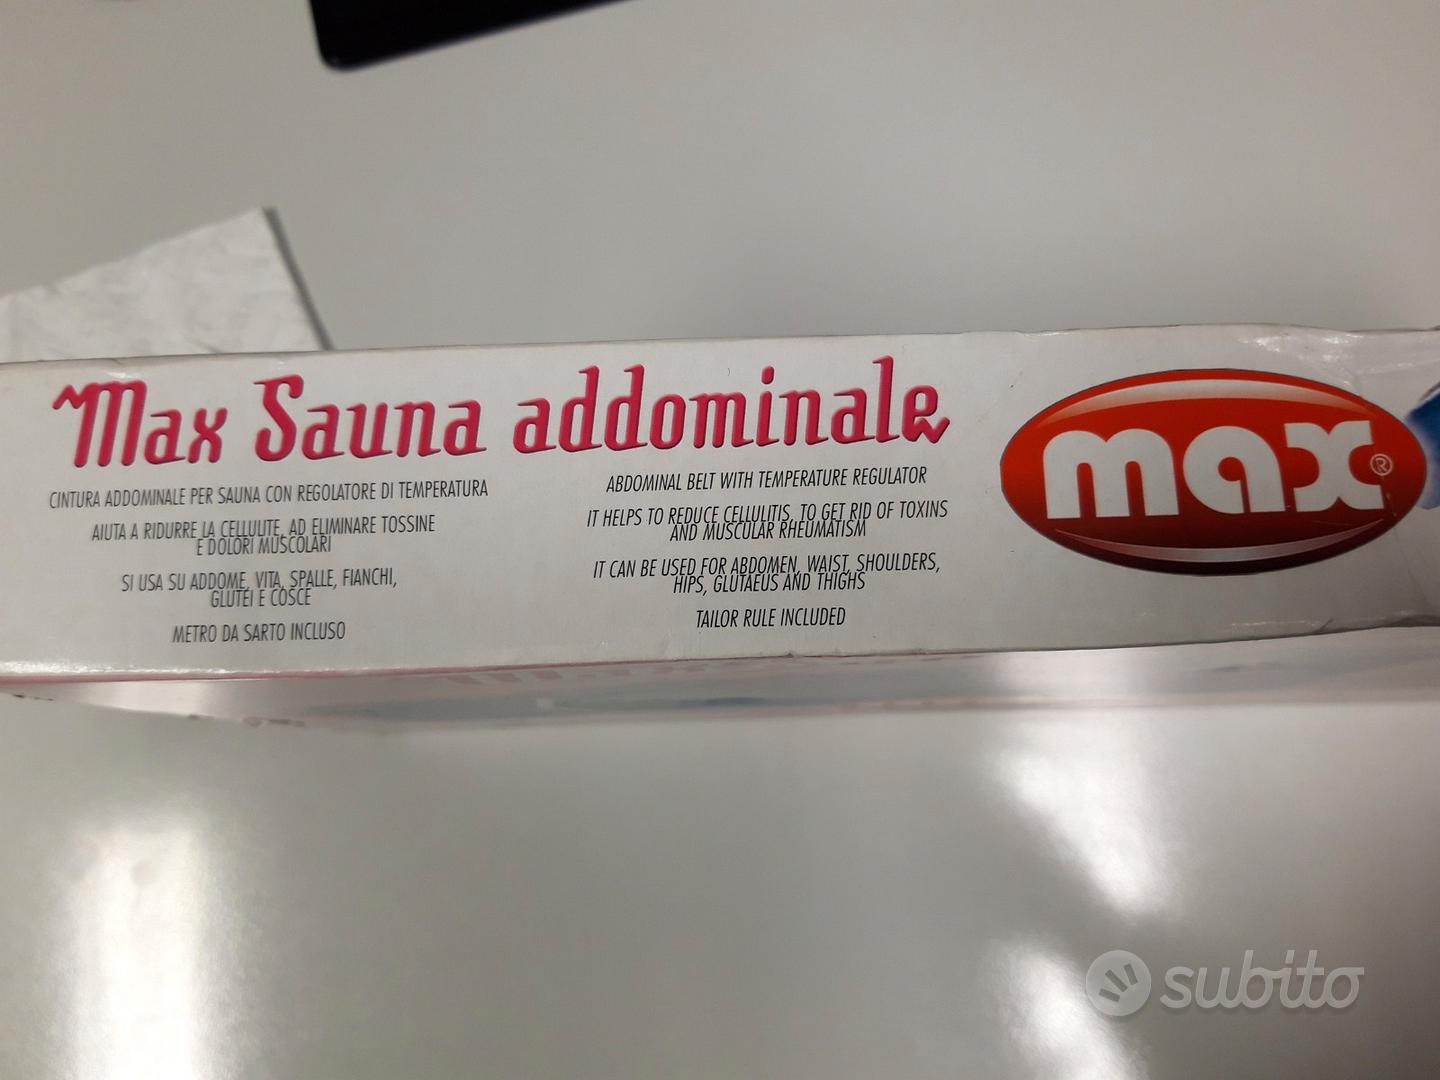 Max Sauna addominale
CINTURA ADDOMINALE PER SAUNA CON REGOLATORE DI TEMPERATURA
AIUTA A RIDURRE LA CELLULITE, AD ELIMINARE TOSSINE
E DOLORI MUSCOLARI
SI USA SU ADDOME, VITA, SPALLE, FIANCHI,
GLUTEI E COSCE
METRO DA SARTO INCLUSO
ABDOMINAL BELT WITH TEMPERATURE REGULATOR
IT HELPS TO REDUCE CELLULITIS, TO GET RID OF TOXINS
AND MUSCULAR RHEUMATISM
IT CAN BE USED FOR ABDOMEN, WAIST, SHOULDERS,
HIPS, GLUTAEUS AND THIGHS
TAILOR RULE INCLUDED
max®
subito